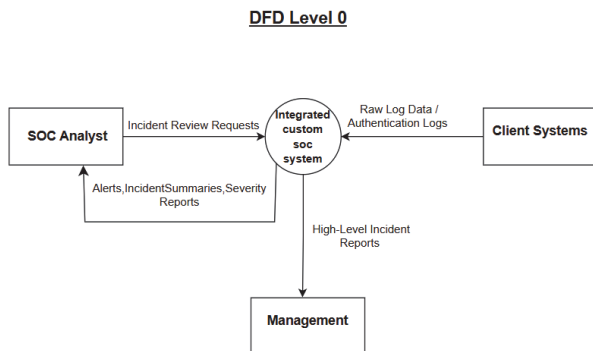 DFD Level 0
SOC Analyst
Incident Review Requests
Integrated
custom
soc
system
Raw Log Data /
Authentication Logs
Client Systems
Alerts,IncidentSummaries,Severity
Reports
High-Level Incident
Reports
Management